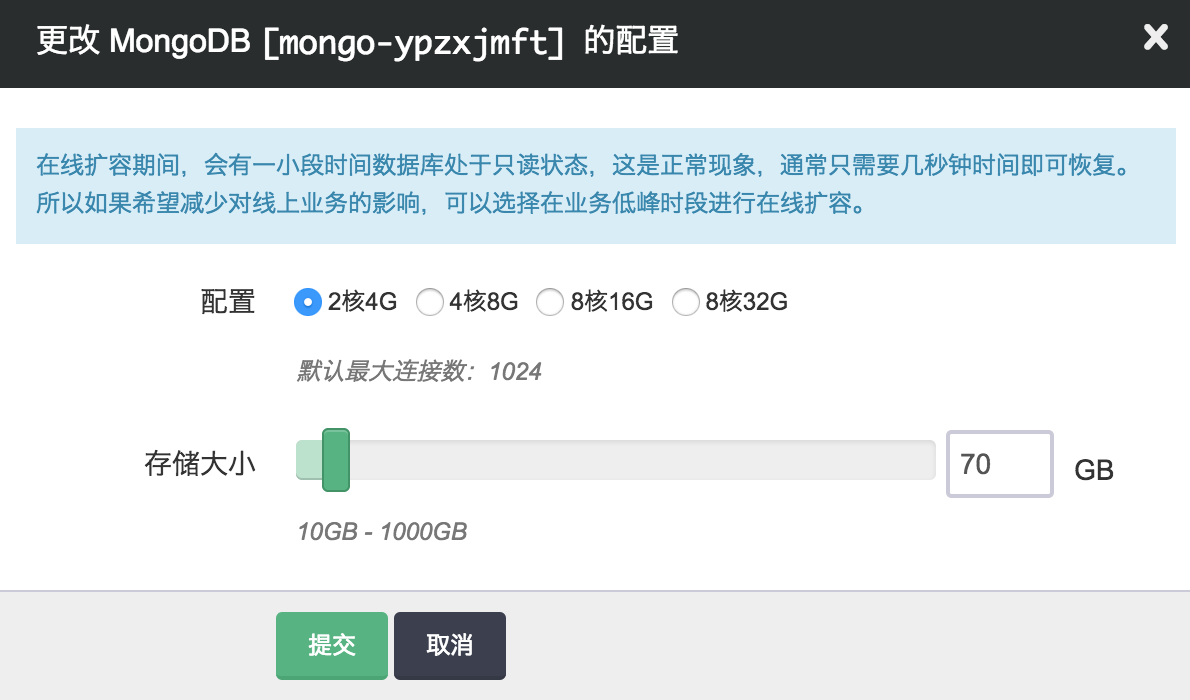 更改 MongoDB [mongo-ypzxjmft] 的配置
在线扩容期间，会有一小段时间数据库处于只读状态，这是正常现象，通常只需要几秒钟时间即可恢复。
所以如果希望减少对线上业务的影响，可以选择在业务低峰时段进行在线扩容。
配置 2核4G 4核8G 8核16G 8核32G
默认最大连接数：1024
存储大小 70 GB
10GB - 1000GB
提交 取消